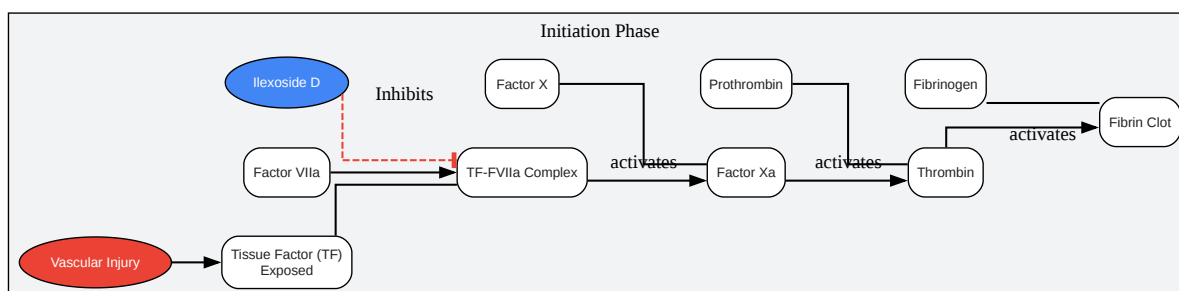 Initiation Phase
Ilexoside D
Inhibits
Factor X
Prothrombin
Fibrinogen
Fibrin Clot
activates
Factor VIIa
TF-FVIIa Complex
activates
Factor Xa
activates
Thrombin
Vascular Injury
Tissue Factor (TF)
Exposed